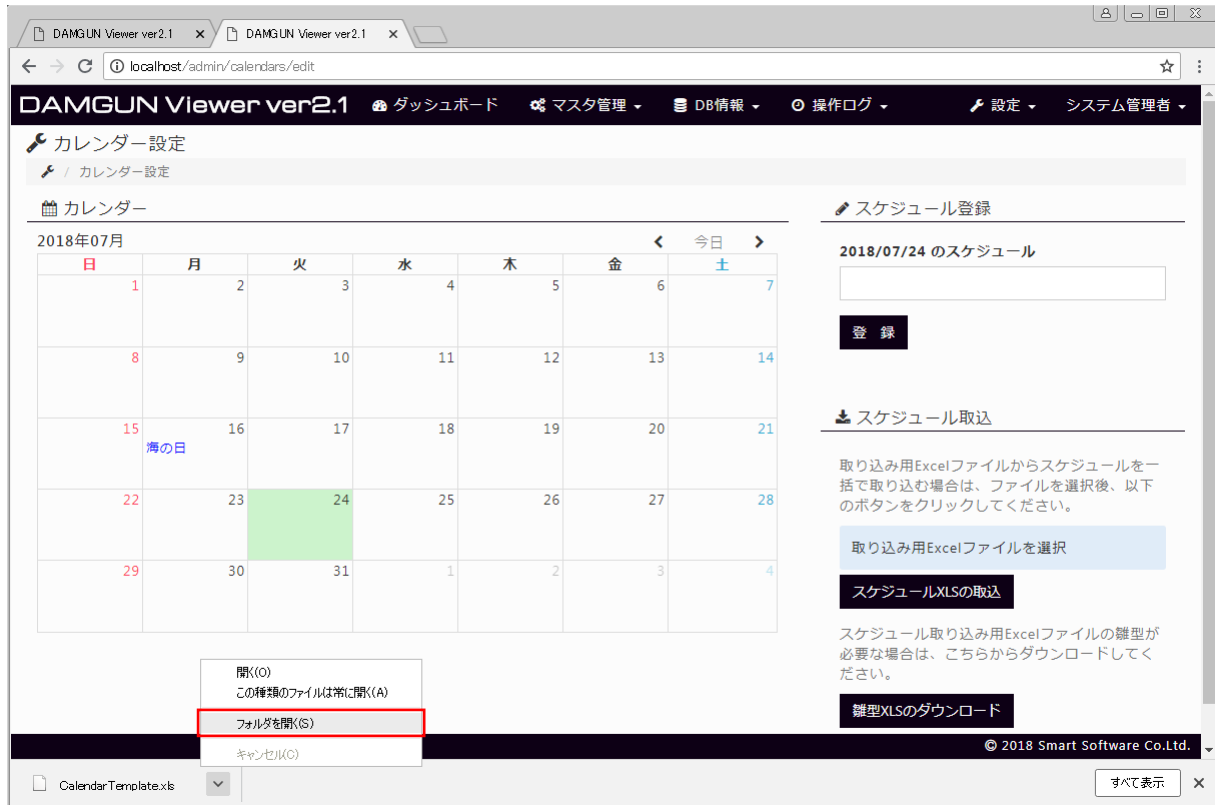 DAMGUN Viewer ver2.1
DAMGUN Viewer ver2.1
localhost/admin/calendars/edit
DAMGUN Viewer ver2.1 ダッシュボード マスタ管理 DB情報 操作ログ 設定 システム管理者
カレンダー設定
/ カレンダー設定
カレンダー
2018年07月 今日
日 月 火 水 木 金 土
1 2 3 4 5 6 7
8 9 10 11 12 13 14
15 16 17 18 19 20 21
海の日
22 23 24 25 26 27 28
29 30 31 1 2 3 4
スケジュール登録
2018/07/24 のスケジュール
登 録
スケジュール取込
取り込み用Excelファイルからスケジュールを一
括で取り込む場合は、ファイルを選択後、以下
のボタンをクリックしてください。
取り込み用Excelファイルを選択
スケジュールXLSの取込
スケジュール取り込み用Excelファイルの雛型が
必要な場合は、こちらからダウンロードしてく
ださい。
雛型XLSのダウンロード
開く(O)
この種類のファイルは常に開く(A)
フォルダを開く(S)
キャンセル(C)
© 2018 Smart Software Co.Ltd.
CalendarTemplate.xls
すべて表示